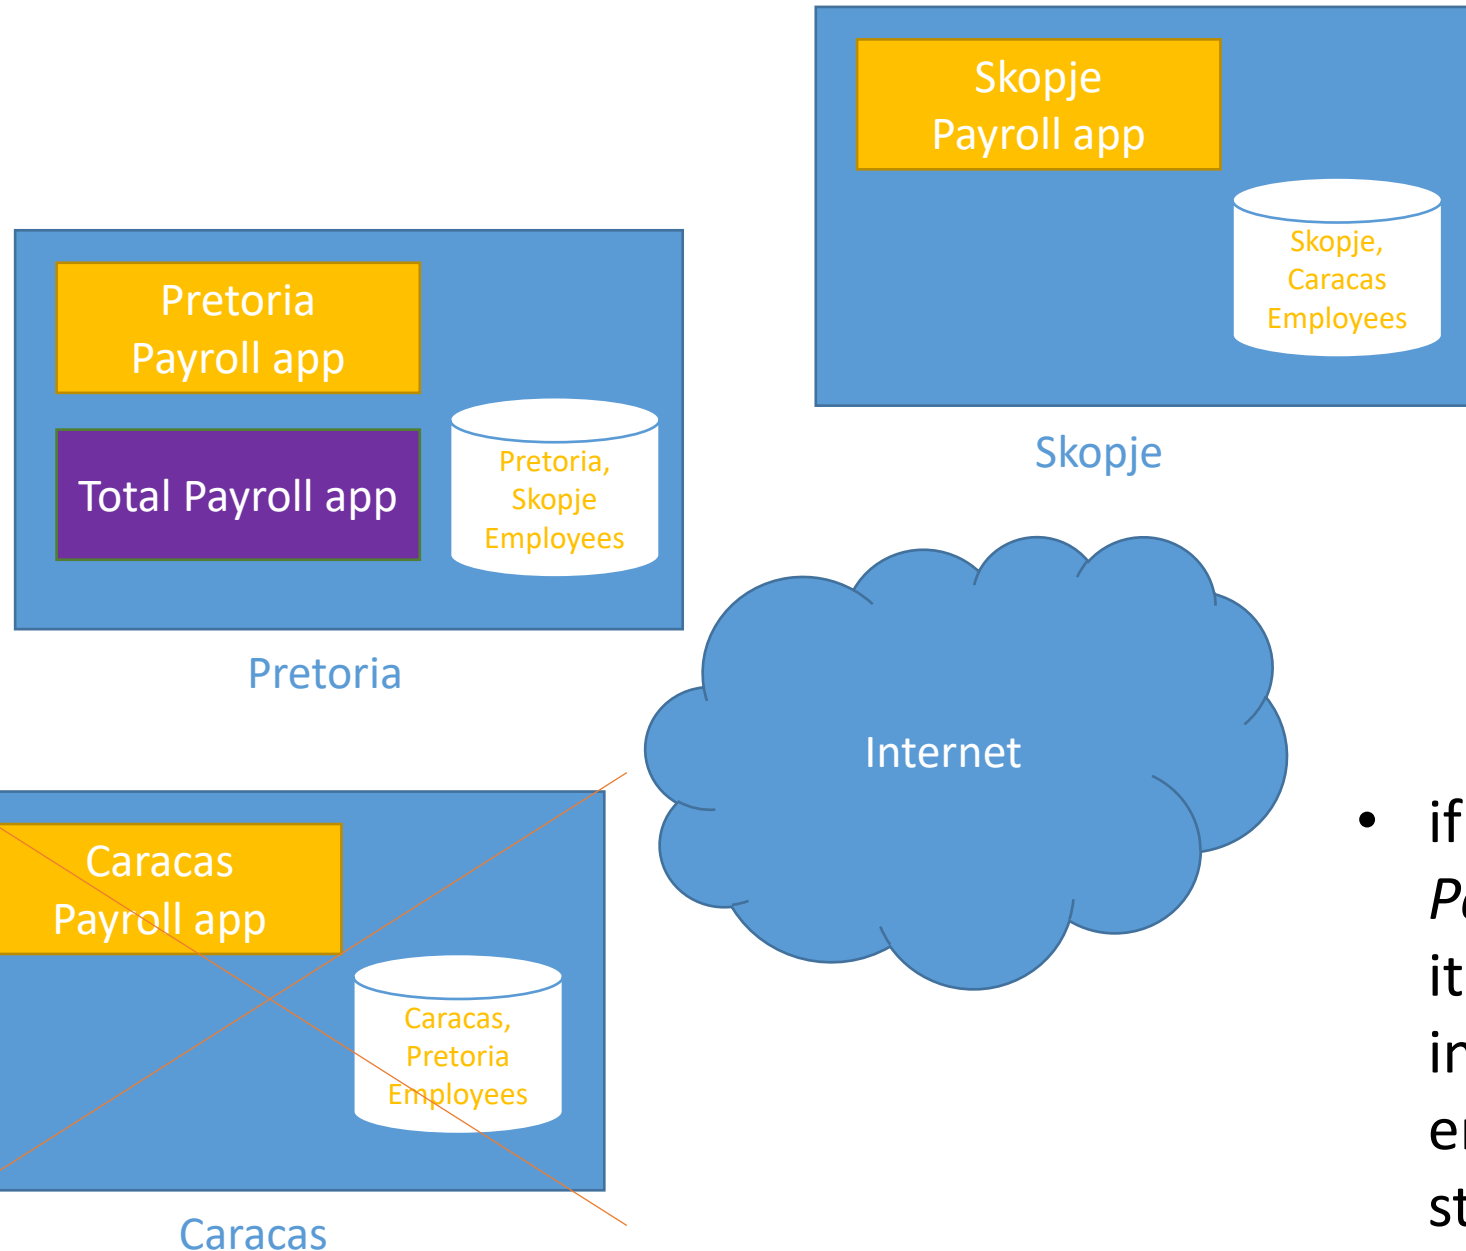 Skopje
Payroll app
Skopje,
Caracas
Employees
Skopje
Pretoria
Payroll app
Total Payroll app
Pretoria,
Skopje
Employees
Pretoria
Internet
Caracas
Payroll app
Caracas,
Pretoria
Employees
Caracas
• if
it